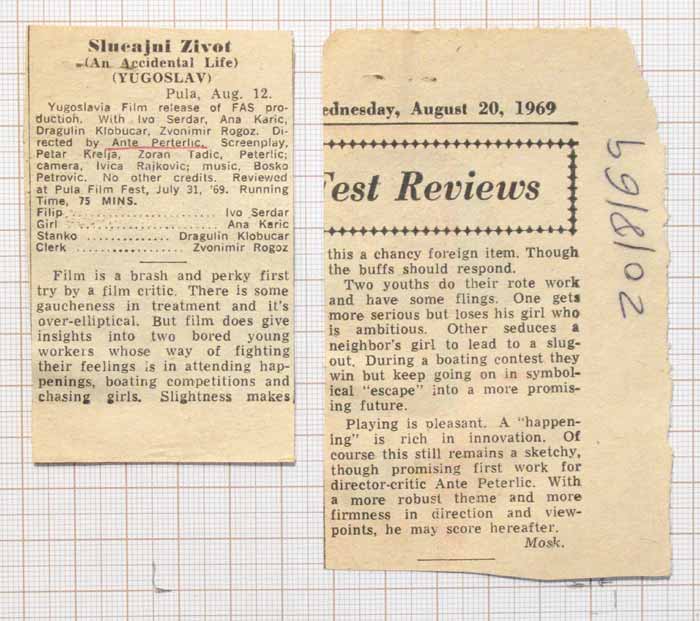 Slucajni Zivot
(An Accidental Life)
(YUGOSLAV)
Pula, Aug. 12.
Yugoslavia Film release of FAS pro-
duction. With Ivo Serdar, Ana Karic,
Dragulin Klobucar, Zvonimir Rogoz. Di-
rected by Ante Perterlic, Screenplay,
Petar Krelja, Zoran Tadic, Peterlic;
camera, Ivica Rajkovic; music, Bosko
Petrovic. No other credits. Reviewed
at Pula Film Fest, July 31, '69. Running
Time, 75 MINS.
Filip .................... Ivo Serdar
Girl ..................... Ana Karic
Stanko ............ Dragulin Klobucar
Clerk .............. Zvonimir Rogoz
Film is a brash and perky first
try by a film critic. There is some
gaucheness in treatment and it's
over-elliptical. But film does give
insights into two bored young
workers whose way of fighting
their feelings is in attending hap-
penings, boating competitions and
chasing girls. Slightness makes
ednesday, August 20, 1969
Fest Reviews
this a chancy foreign item. Though
the buffs should respond.
Two youths do their rote work
and have some flings. One gets
more serious but loses his girl who
is ambitious. Other seduces a
neighbor's girl to lead to a slug-
out. During a boating contest they
win but keep going on in symbol-
ical "escape" into a more promis-
ing future.
Playing is pleasant. A "happen-
ing" is rich in innovation. Of
course this still remains a sketchy,
though promising first work for
director-critic Ante Peterlic. With
a more robust theme and more
firmness in direction and view-
points, he may score hereafter.
Mosk.
20/8/69